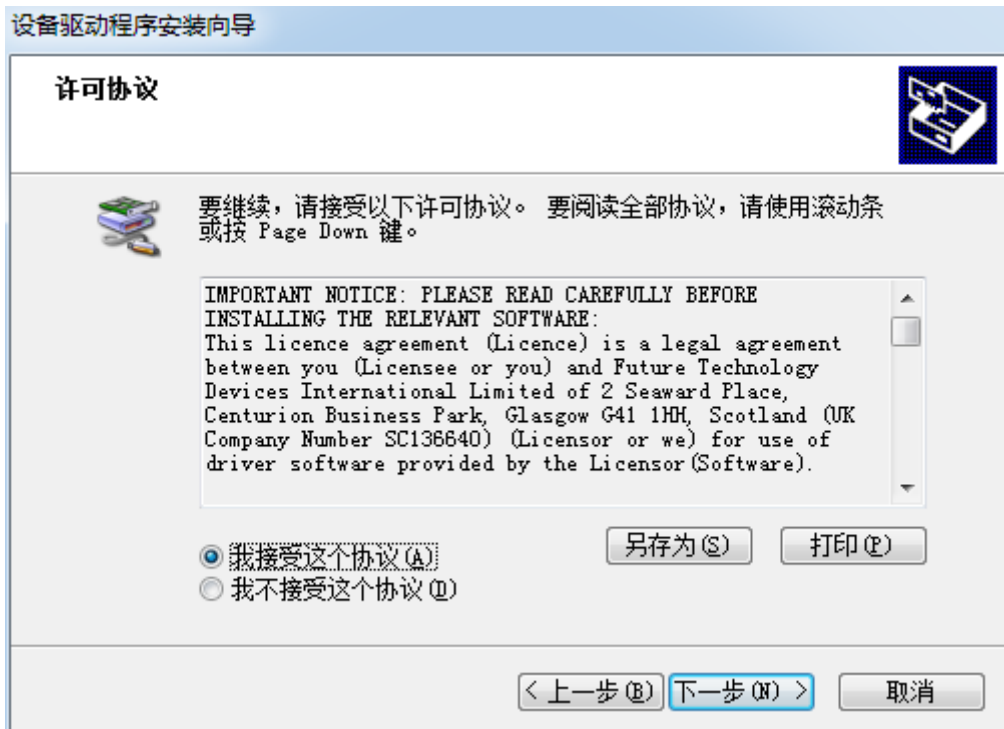 设备驱动程序安装向导
许可协议
要继续，请接受以下许可协议。 要阅读全部协议，请使用滚动条
或按 Page Down 键。
IMPORTANT NOTICE: PLEASE READ CAREFULLY BEFORE
INSTALLING THE RELEVANT SOFTWARE:
This licence agreement (Licence) is a legal agreement
between you (Licensee or you) and Future Technology
Devices International Limited of 2 Seaward Place,
Centurion Business Park, Glasgow G41 1HH, Scotland (UK
Company Number SC136640) (Licensor or we) for use of
driver software provided by the Licensor(Software).
我接受这个协议(A)
我不接受这个协议(D)
另存为(S)
打印(P)
< 上一步(B)
下一步(N) >
取消